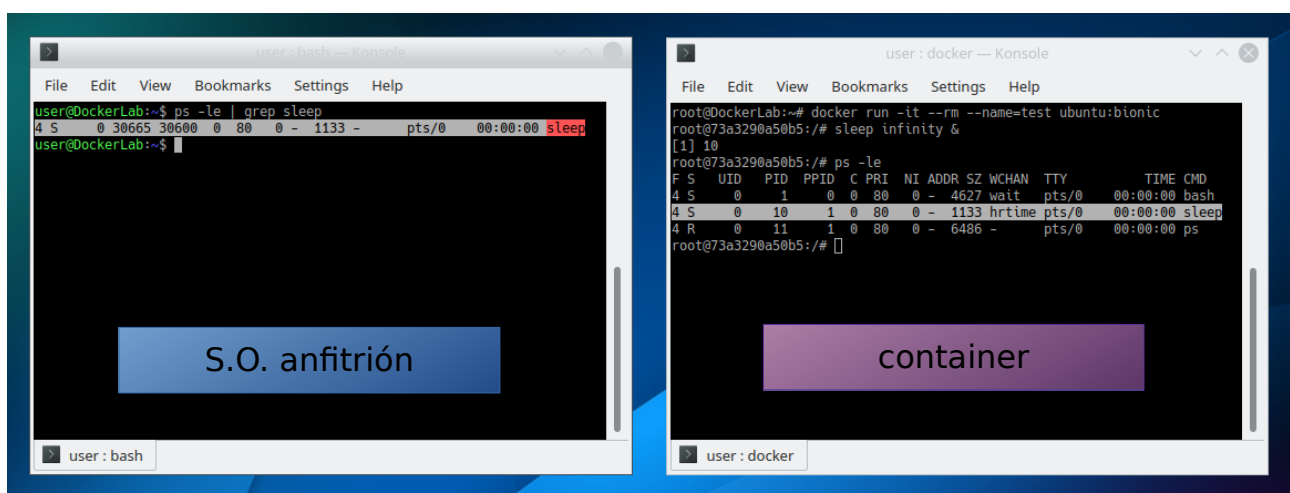 user : bash — Konsole
File Edit View Bookmarks Settings Help
user@DockerLab:~$ ps -le | grep sleep
4 S     0 30665 30600  0  80   0 -  1133 -      pts/0    00:00:00 sleep
user@DockerLab:~$
S.O. anfitrión
user : bash
user : docker — Konsole
File Edit View Bookmarks Settings Help
root@DockerLab:~# docker run -it --rm --name=test ubuntu:bionic
root@73a3290a50b5:/# sleep infinity &
[1] 10
root@73a3290a50b5:/# ps -le
F S   UID   PID  PPID  C PRI  NI ADDR SZ WCHAN  TTY          TIME CMD
4 S     0     1     0  0  80   0 -  4627 wait   pts/0    00:00:00 bash
4 S     0    10     1  0  80   0 -  1133 hrtime pts/0    00:00:00 sleep
4 R     0    11     1  0  80   0 -  6486 -      pts/0    00:00:00 ps
root@73a3290a50b5:/#
container
user : docker